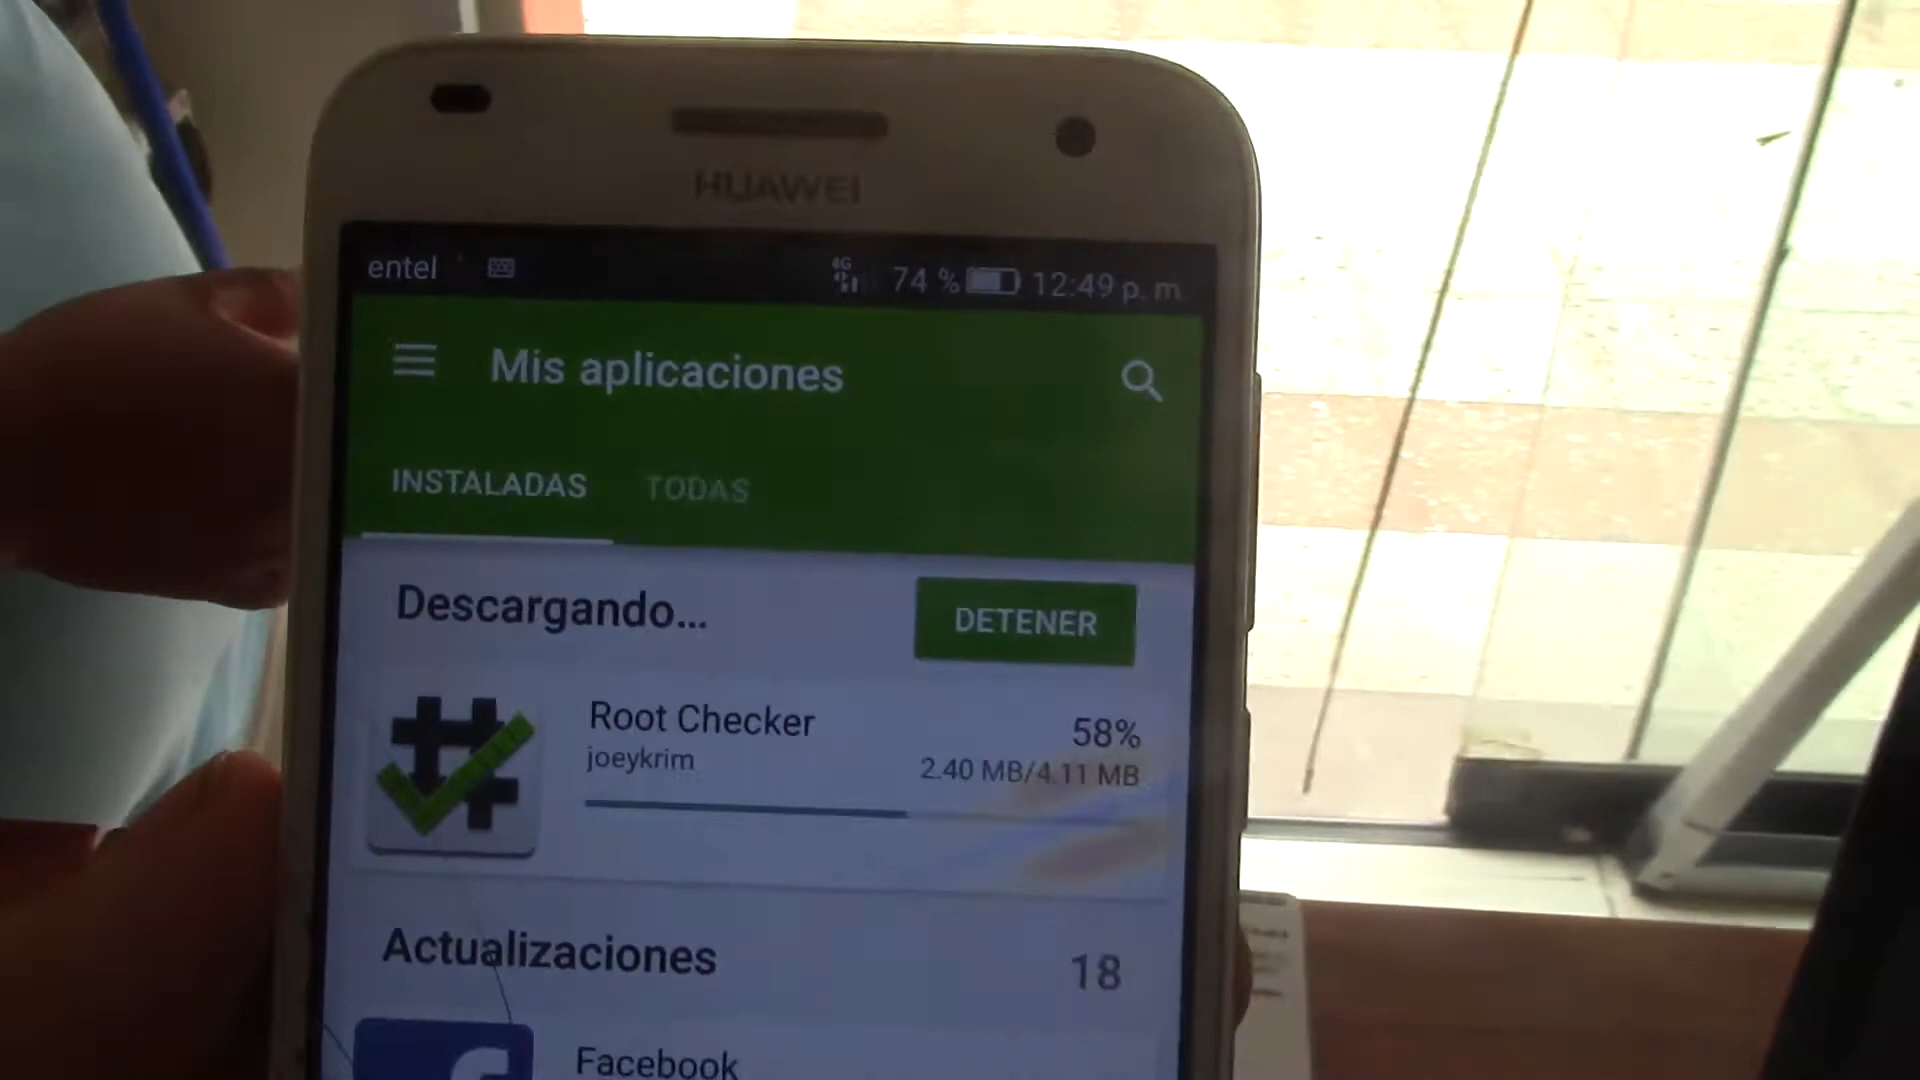 HUAWEI
entel 4G 74 % 12:49 p. m.
Mis aplicaciones
INSTALADAS TODAS
Descargando... DETENER
Root Checker 58%
joeykrim 2.40 MB/4.11 MB
Actualizaciones 18
Facebook